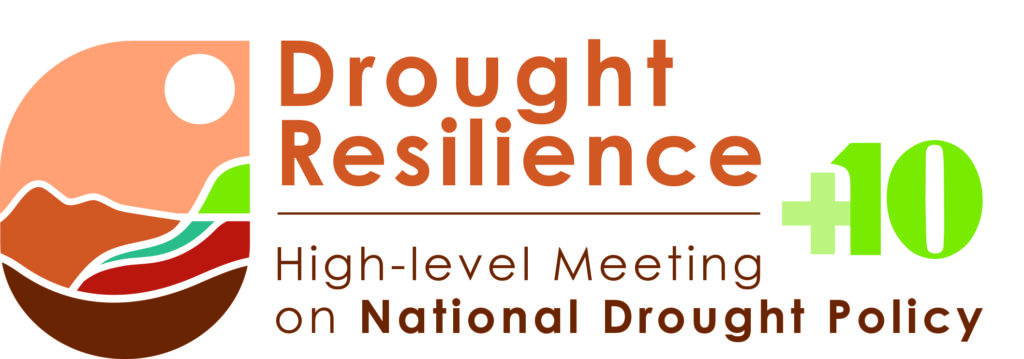 Drought
Resilience
+10
High-level Meeting
on National Drought Policy